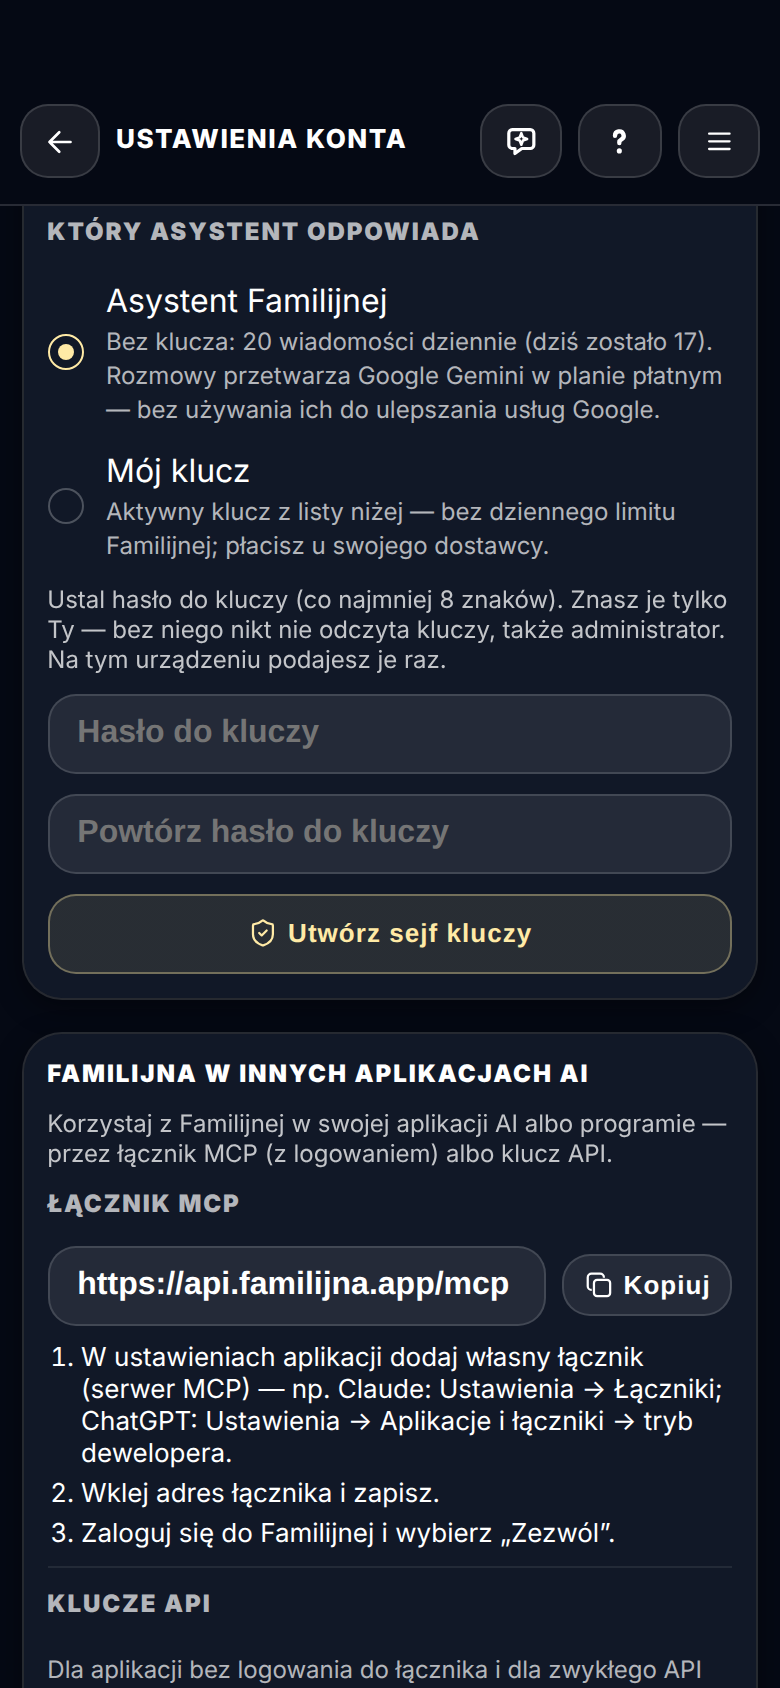 USTAWIENIA KONTA
?
KTÓRY ASYSTENT ODPOWIADA
Asystent Familijnej
Bez klucza: 20 wiadomości dziennie (dziś zostało 17).
Rozmowy przetwarza Google Gemini w planie płatnym
— bez używania ich do ulepszania usług Google.
Mój klucz
Aktywny klucz z listy niżej — bez dziennego limitu
Familijnej; płacisz u swojego dostawcy.
Ustal hasło do kluczy (co najmniej 8 znaków). Znasz je tylko
Ty — bez niego nikt nie odczyta kluczy, także administrator.
Na tym urządzeniu podajesz je raz.
Hasło do kluczy
Powtórz hasło do kluczy
Utwórz sejf kluczy
FAMILIJNA W INNYCH APLIKACJACH AI
Korzystaj z Familijnej w swojej aplikacji AI albo programie —
przez łącznik MCP (z logowaniem) albo klucz API.
ŁĄCZNIK MCP
https://api.familijna.app/mcp
Kopiuj
1. W ustawieniach aplikacji dodaj własny łącznik
(serwer MCP) — np. Claude: Ustawienia → Łączniki;
ChatGPT: Ustawienia → Aplikacje i łączniki → tryb
dewelopera.
2. Wklej adres łącznika i zapisz.
3. Zaloguj się do Familijnej i wybierz „Zezwól”.
KLUCZE API
Dla aplikacji bez logowania do łącznika i dla zwykłego API